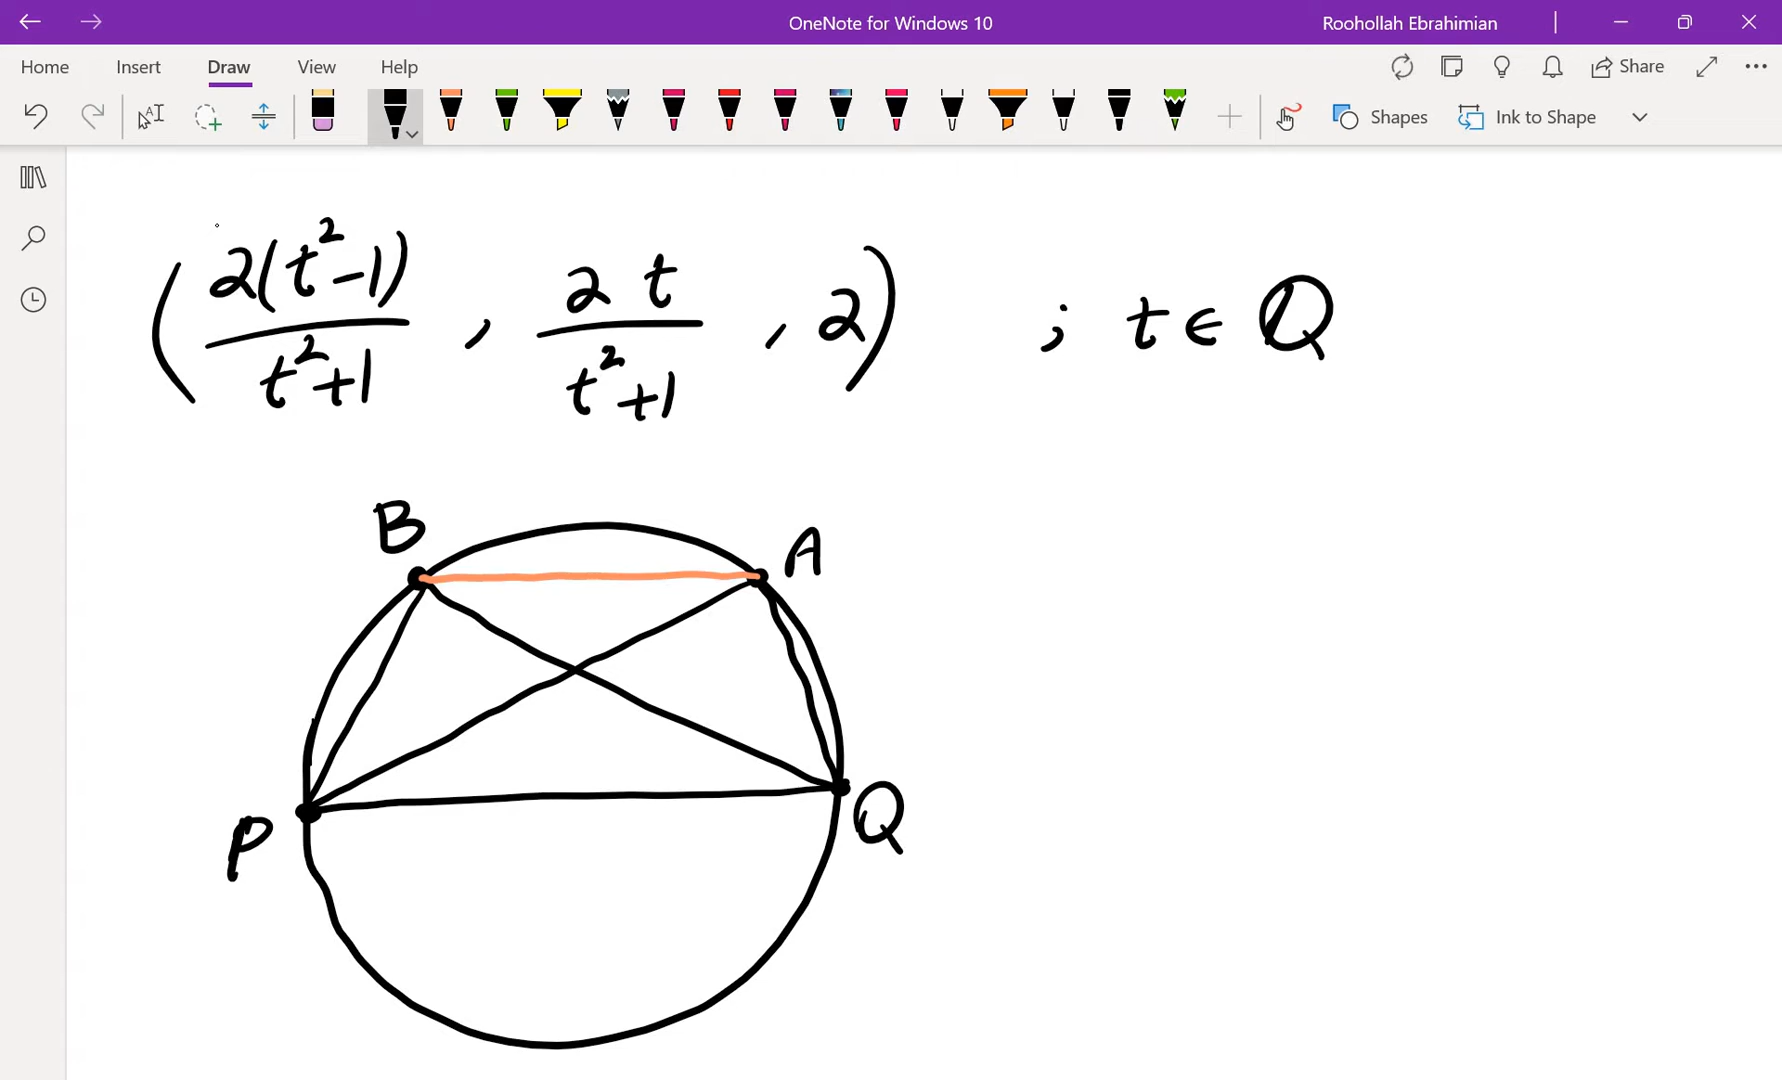 OneNote for Windows 10
Roohollah Ebrahimian
Home Insert Draw View Help
Share
Shapes Ink to Shape
( 2(t²-1) / t²+1 , 2 t / t²+1 , 2 ) ; t ∈ Q
B A
P Q